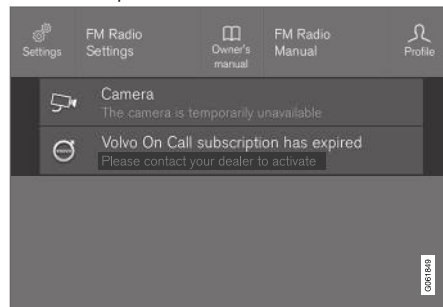 Settings
FM Radio
Settings
Owner's
manual
FM Radio
Manual
Profile
Camera
The camera is temporarily unavailable
Volvo On Call subscription has expired
Please contact your dealer to activate
G061849